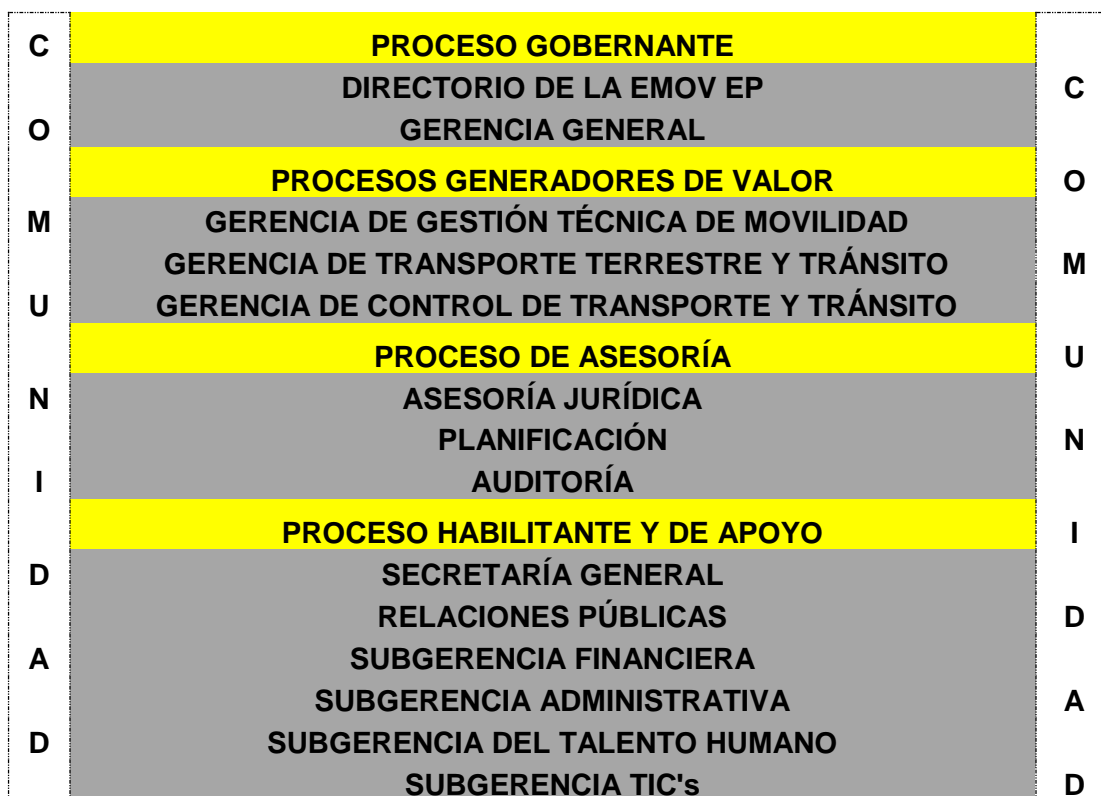 C PROCESO GOBERNANTE
DIRECTORIO DE LA EMOV EP C
O GERENCIA GENERAL
PROCESOS GENERADORES DE VALOR O
M GERENCIA DE GESTIÓN TÉCNICA DE MOVILIDAD
GERENCIA DE TRANSPORTE TERRESTRE Y TRÁNSITO M
U GERENCIA DE CONTROL DE TRANSPORTE Y TRÁNSITO
PROCESO DE ASESORÍA U
N ASESORÍA JURÍDICA
PLANIFICACIÓN N
I AUDITORÍA
PROCESO HABILITANTE Y DE APOYO I
D SECRETARÍA GENERAL
RELACIONES PÚBLICAS D
A SUBGERENCIA FINANCIERA
SUBGERENCIA ADMINISTRATIVA A
D SUBGERENCIA DEL TALENTO HUMANO
SUBGERENCIA TIC's D